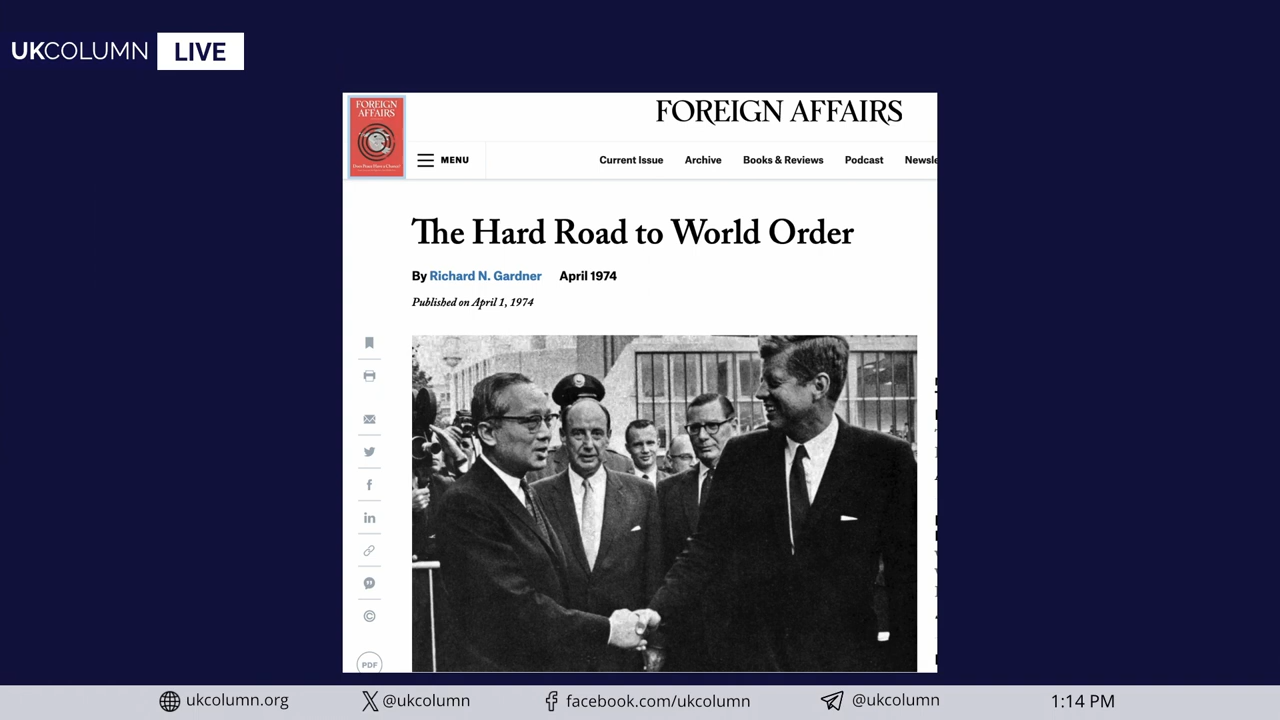 UKCOLUMN LIVE
FOREIGN
AFFAIRS
FOREIGN AFFAIRS
MENU
Current Issue
Archive
Books & Reviews
Podcast
Newsle
The Hard Road to World Order
By Richard N. Gardner April 1974
Published on April 1, 1974
in
PDF
ukcolumn.org
@ukcolumn
facebook.com/ukcolumn
@ukcolumn
1:14 PM